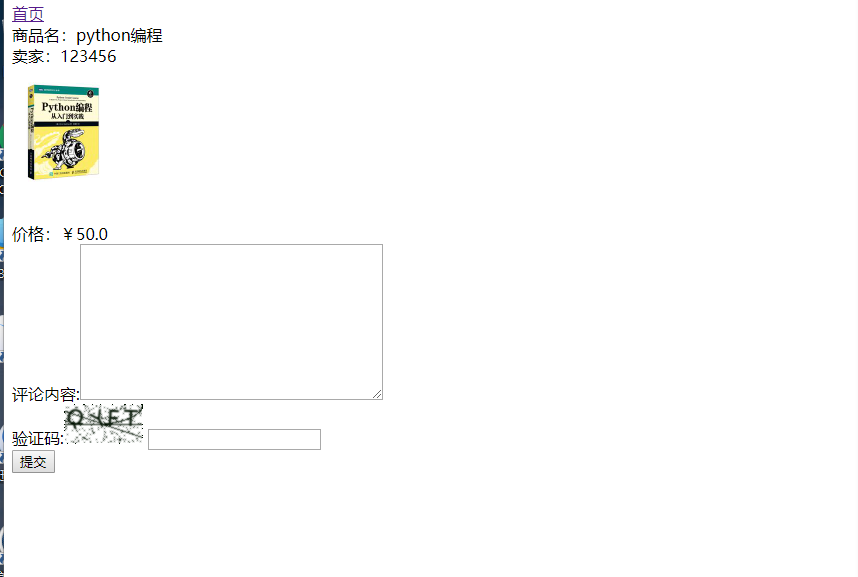 首页
商品名：python编程
卖家：123456
Python编程
从入门到实践
价格：￥50.0
评论内容:
验证码:
提交